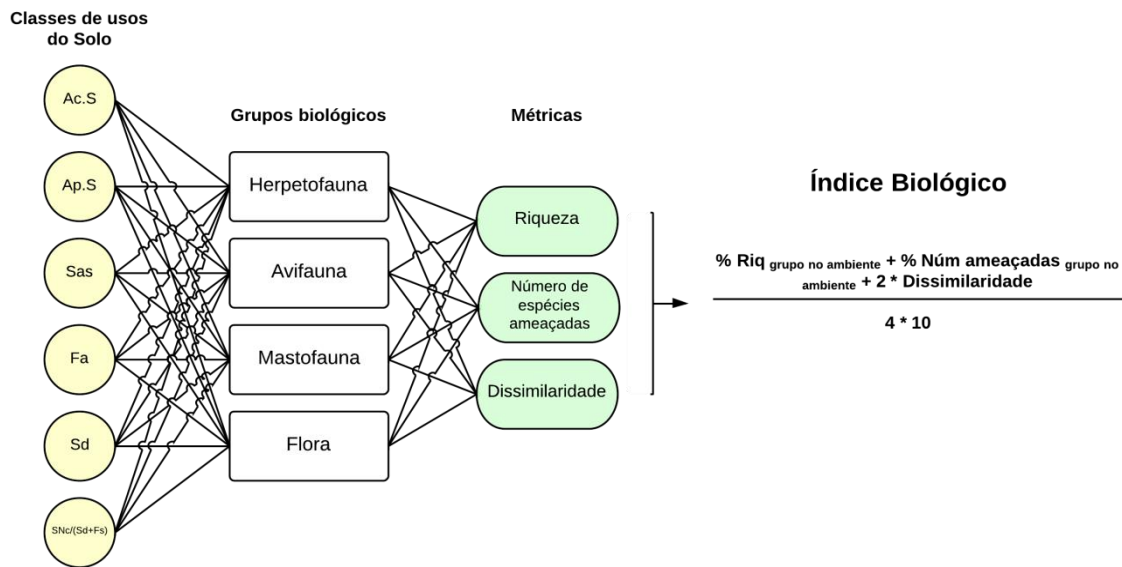 Classes de usos
do Solo
Ac.S
Ap.S
Sas
Fa
Sd
SNc/(Sd+Fs)
Grupos biológicos
Herpetofauna
Avifauna
Mastofauna
Flora
Métricas
Riqueza
Número de
espécies
ameaçadas
Dissimilaridade
Índice Biológico
% Riq grupo no ambiente + % Núm ameaçadas grupo no
ambiente + 2 * Dissimilaridade
4 * 10